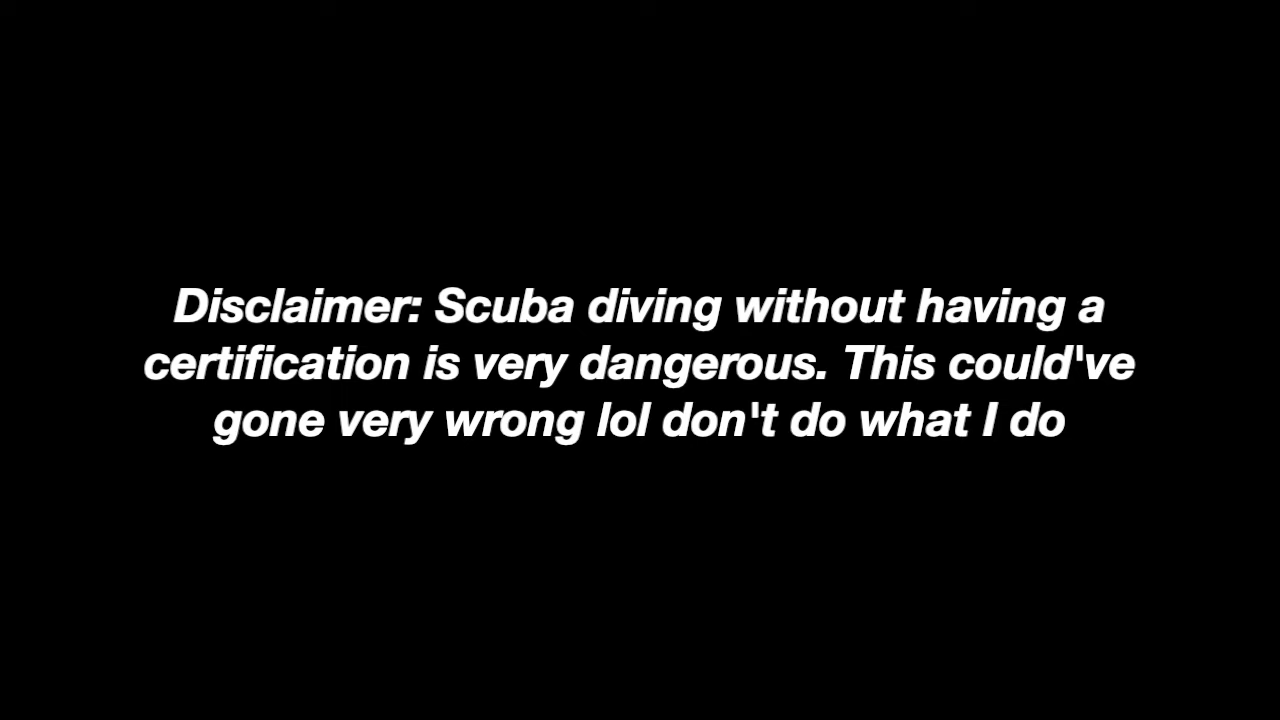 Disclaimer: Scuba diving without having a
certification is very dangerous. This could've
gone very wrong lol don't do what I do